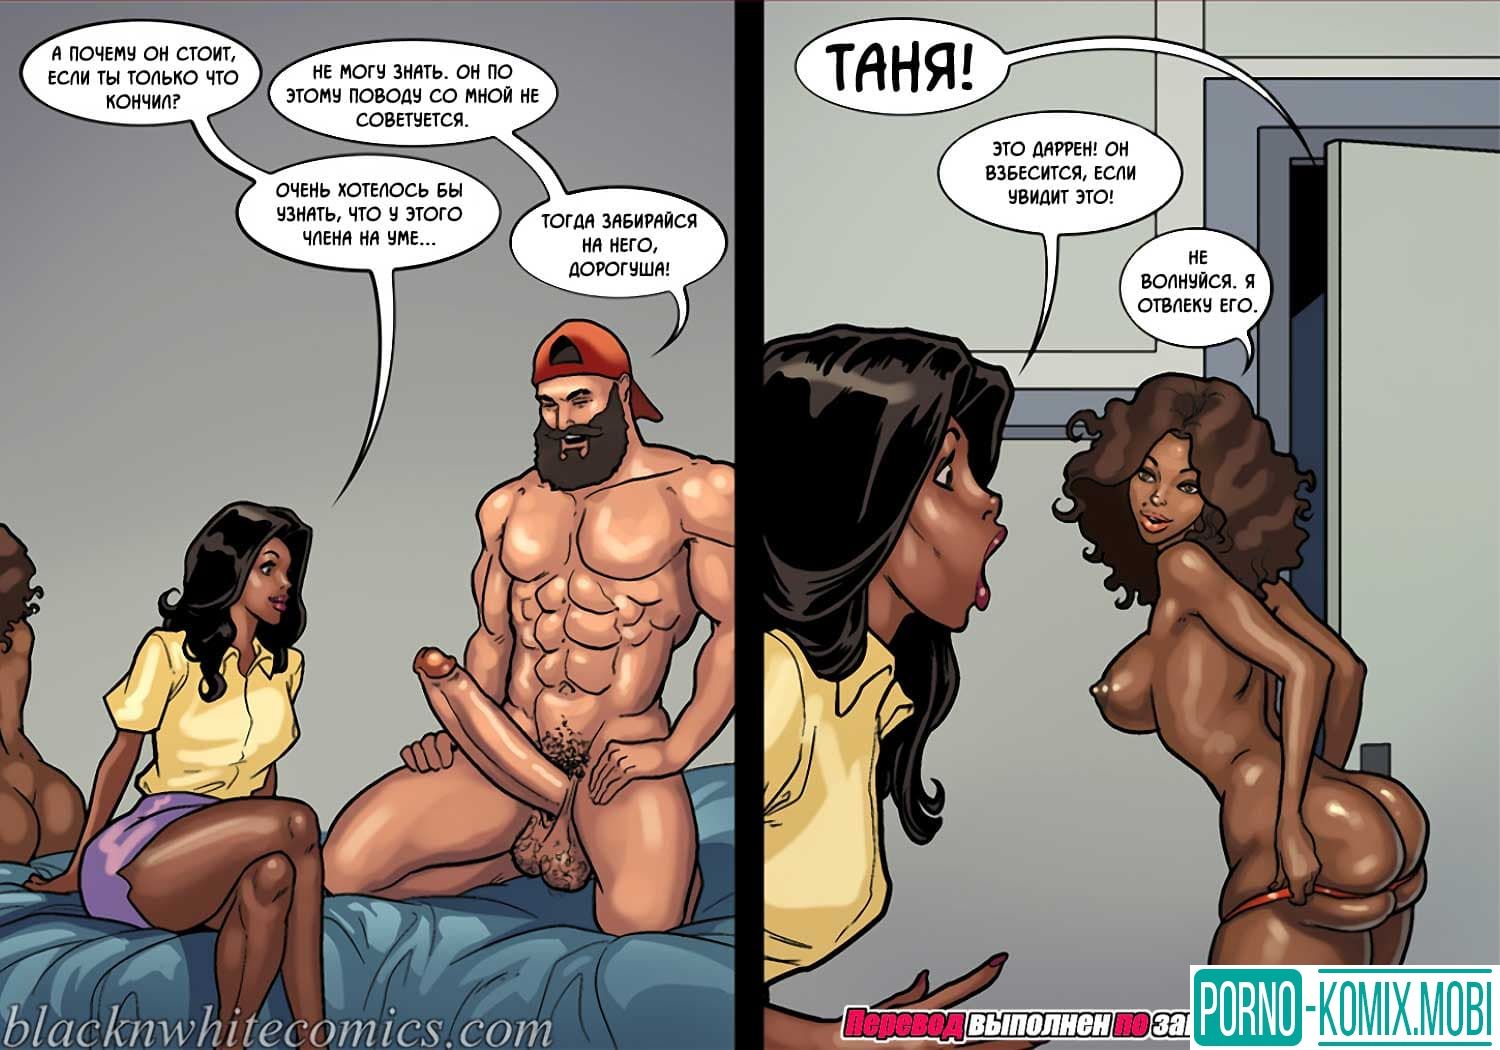 А ПОЧЕМУ ОН СТОИТ,
ЕСЛИ ТЫ ТОЛЬКО ЧТО
КОНЧИЛ?
НЕ МОГУ ЗНАТЬ. ОН ПО
ЭТОМУ ПОВОДУ СО МНОЙ НЕ
СОВЕТУЕТСЯ.
ОЧЕНЬ ХОТЕЛОСЬ БЫ
УЗНАТЬ, ЧТО У ЭТОГО
ЧЛЕНА НА УМЕ...
ТОГДА ЗАБИРАЙСЯ
НА НЕГО,
ДОРОГУША!
ТАНЯ!
ЭТО ДАРРЕН! ОН
ВЗБЕСИТСЯ, ЕСЛИ
УВИДИТ ЭТО!
НЕ
ВОЛНУЙСЯ. Я
ОТВЛЕКУ ЕГО.
blacknwhitecomics.com
Перевод выполнен по
PORNO-KOMIX.MOBI